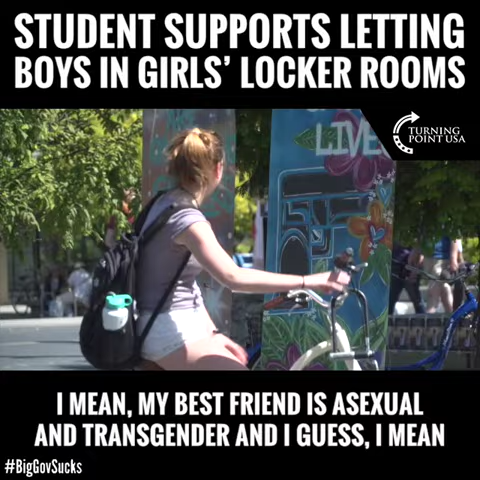 STUDENT SUPPORTS LETTING
BOYS IN GIRLS' LOCKER ROOMS
TURNING
POINT USA
LIVE
I MEAN, MY BEST FRIEND IS ASEXUAL
AND TRANSGENDER AND I GUESS, I MEAN
#BigGovSucks